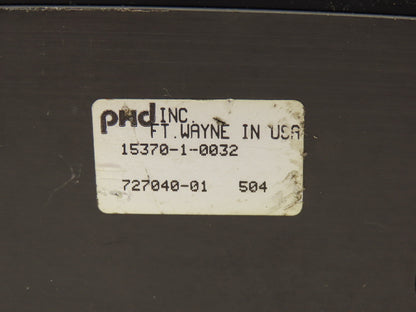 PHD INC.
FT. WAYNE IN USA
15370-1-0032
727040-01 504